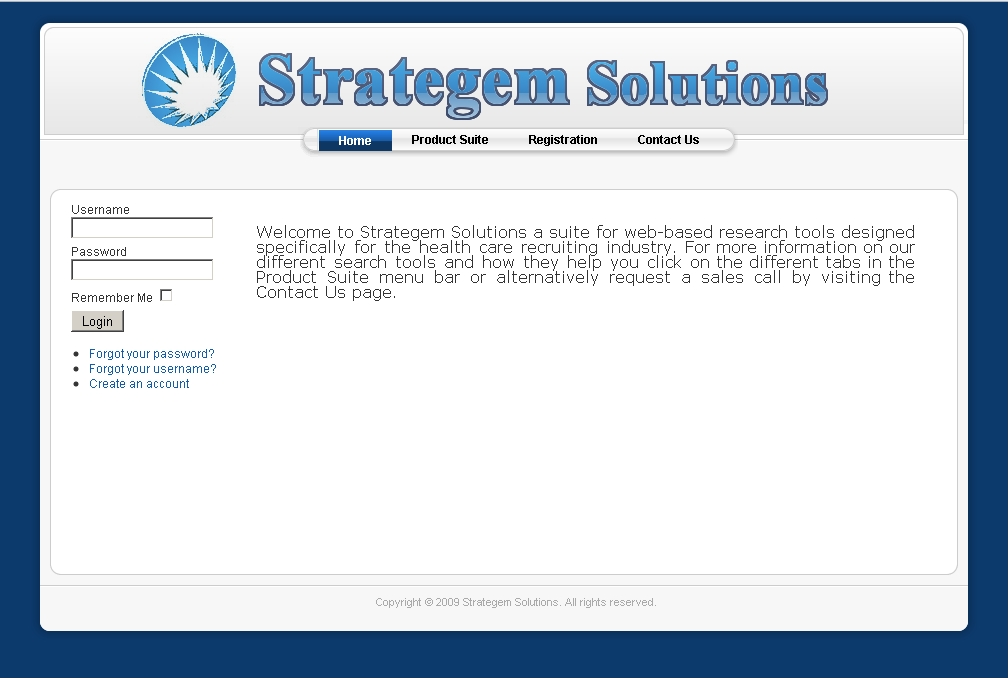 Strategem Solutions
Home Product Suite Registration Contact Us
Username
Password
Remember Me
Login
Forgot your password?
Forgot your username?
Create an account
Welcome to Strategem Solutions a suite for web-based research tools designed
specifically for the health care recruiting industry. For more information on our
different search tools and how they help you click on the different tabs in the
Product Suite menu bar or alternatively request a sales call by visiting the
Contact Us page.
Copyright © 2009 Strategem Solutions. All rights reserved.